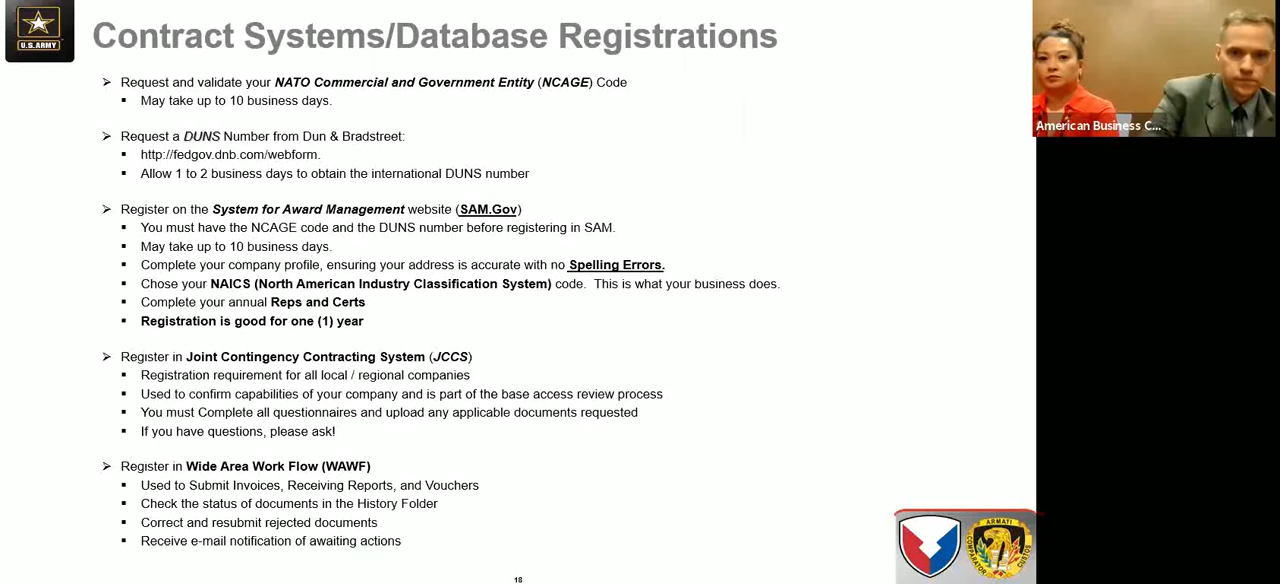 U.S.ARMY
Contract Systems/Database Registrations
➢ Request and validate your NATO Commercial and Government Entity (NCAGE) Code
▪ May take up to 10 business days.
➢ Request a DUNS Number from Dun & Bradstreet:
▪ http://fedgov.dnb.com/webform.
▪ Allow 1 to 2 business days to obtain the international DUNS number
➢ Register on the System for Award Management website (SAM.Gov)
▪ You must have the NCAGE code and the DUNS number before registering in SAM.
▪ May take up to 10 business days.
▪ Complete your company profile, ensuring your address is accurate with no Spelling Errors.
▪ Chose your NAICS (North American Industry Classification System) code. This is what your business does.
▪ Complete your annual Reps and Certs
▪ Registration is good for one (1) year
➢ Register in Joint Contingency Contracting System (JCCS)
▪ Registration requirement for all local / regional companies
▪ Used to confirm capabilities of your company and is part of the base access review process
▪ You must Complete all questionnaires and upload any applicable documents requested
▪ If you have questions, please ask!
➢ Register in Wide Area Work Flow (WAWF)
▪ Used to Submit Invoices, Receiving Reports, and Vouchers
▪ Check the status of documents in the History Folder
▪ Correct and resubmit rejected documents
▪ Receive e-mail notification of awaiting actions
18
American Business C...
ARMATI
COMPARATOR
CUSTOS